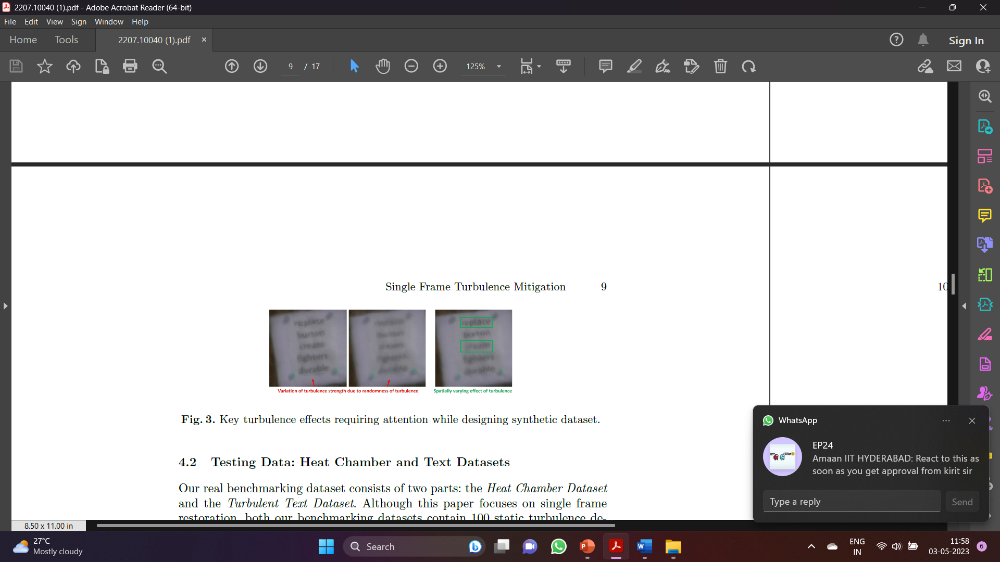 2207.10040 (1).pdf - Adobe Acrobat Reader (64-bit)
File Edit View Sign Window Help
Home Tools 2207.10040 (1).pdf × Sign In
9 / 17 125%
Single Frame Turbulence Mitigation 9
10
replace
burton
cream
fighters
durable
burton
cream
fighters
durable
replace
burton
cream
fighters
durable
Variation of turbulence strength due to randomness of turbulence
Spatially varying effect of turbulence
Fig. 3. Key turbulence effects requiring attention while designing synthetic dataset.
4.2 Testing Data: Heat Chamber and Text Datasets
Our real benchmarking dataset consists of two parts: the Heat Chamber Dataset
and the Turbulent Text Dataset. Although this paper focuses on single frame
restoration, both our benchmarking datasets contain 100 static turbulence de-
WhatsApp
EP24
Amaan IIT HYDERABAD: React to this as
soon as you get approval from kirit sir
Type a reply Send
8.50 x 11.00 in
27°C
Mostly cloudy
Search
ENG
IN
11:58
03-05-2023
6